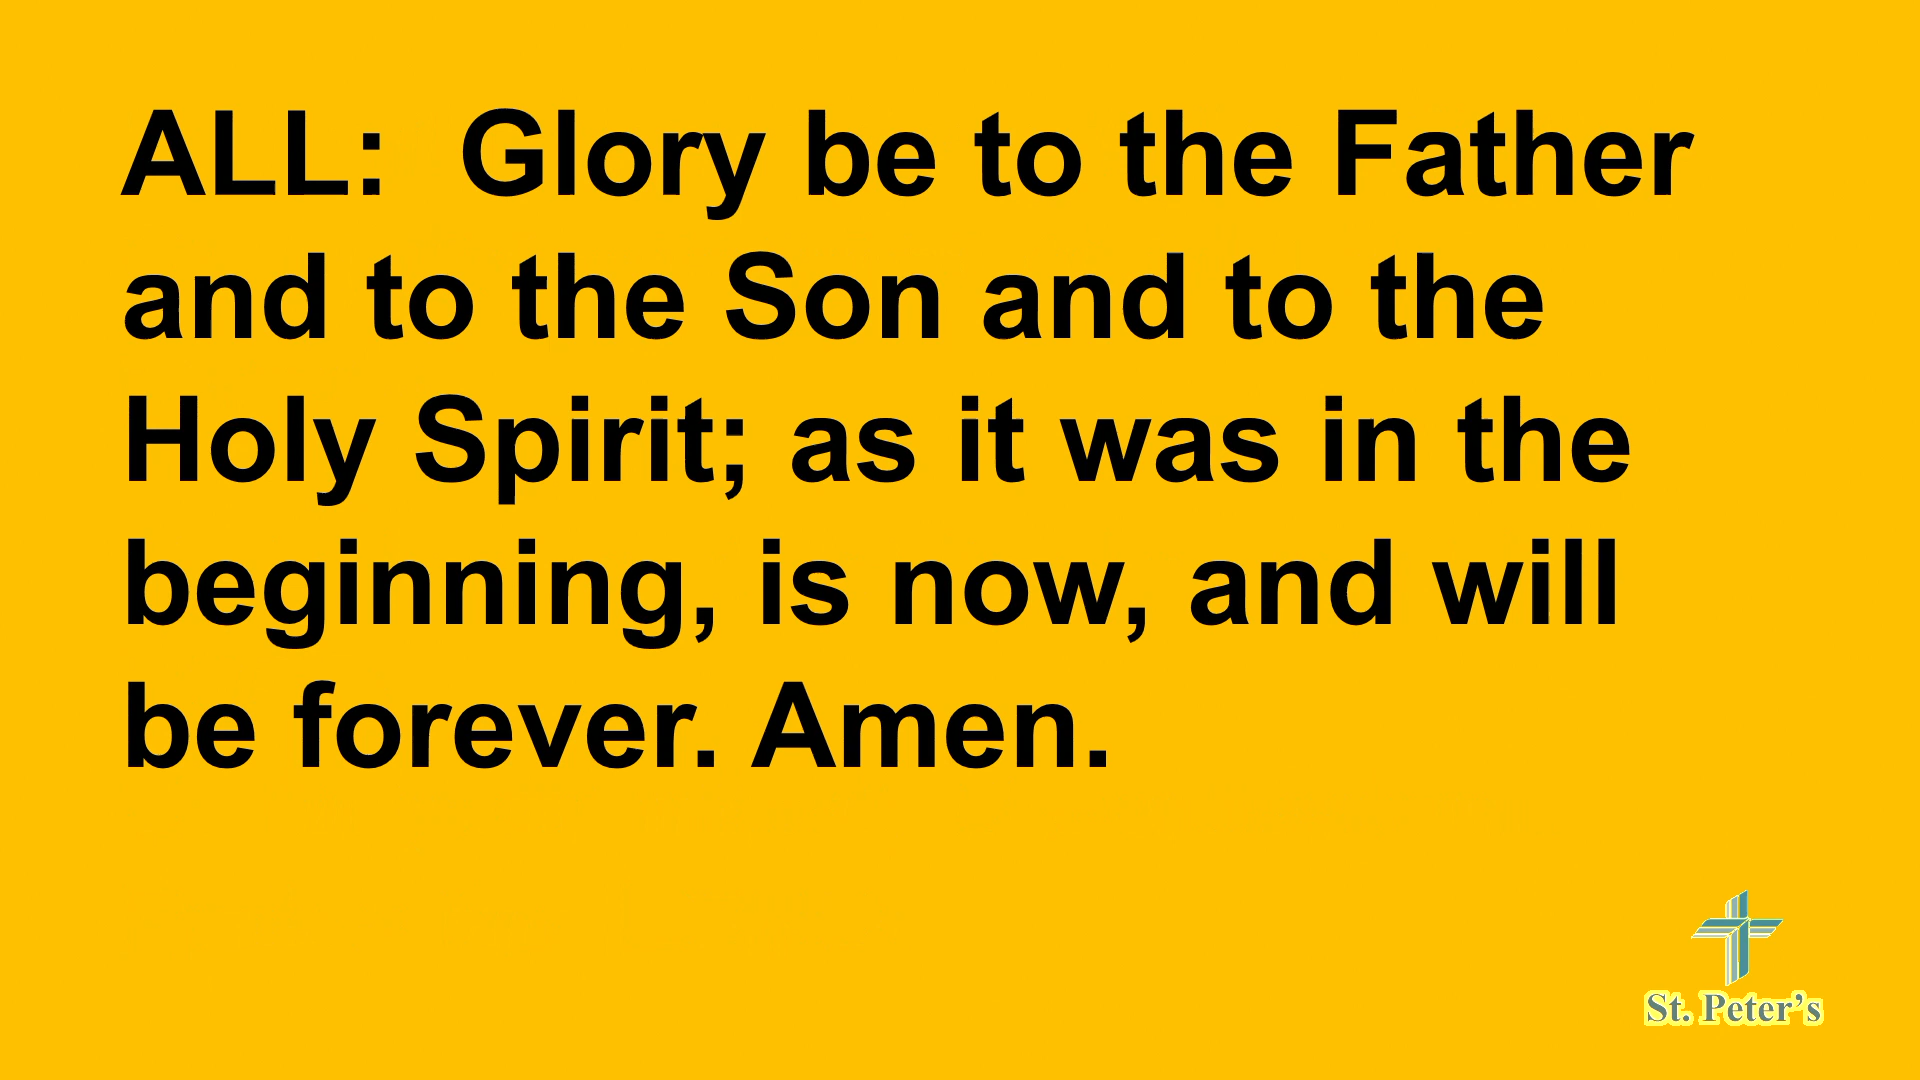 ALL:  Glory be to the Father
and to the Son and to the
Holy Spirit; as it was in the
beginning, is now, and will
be forever. Amen.
St. Peter’s